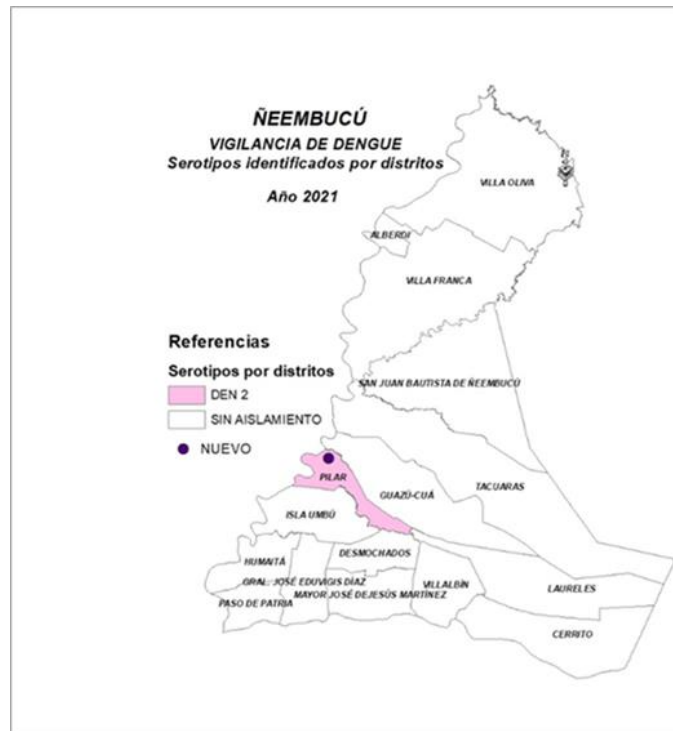 ÑEEMBUCÚ
VIGILANCIA DE DENGUE
Serotipos identificados por distritos
Año 2021
VILLA OLIVA
ALBERDI
VILLA FRANCA
Referencias
Serotipos por distritos
DEN 2
SIN AISLAMIENTO
NUEVO
SAN JUAN BAUTISTA DE ÑEEMBUCÚ
PILAR
GUAZÚ-CUÁ
TACUARAS
ISLA UMBÚ
DESMOCHADOS
HUMAITÁ
GRAL. JOSÉ EDUVIGIS DÍAZ
VILLALBÍN
LAURELES
PASO DE PATRIA
MAYOR JOSÉ DEJESÚS MARTÍNEZ
CERRITO